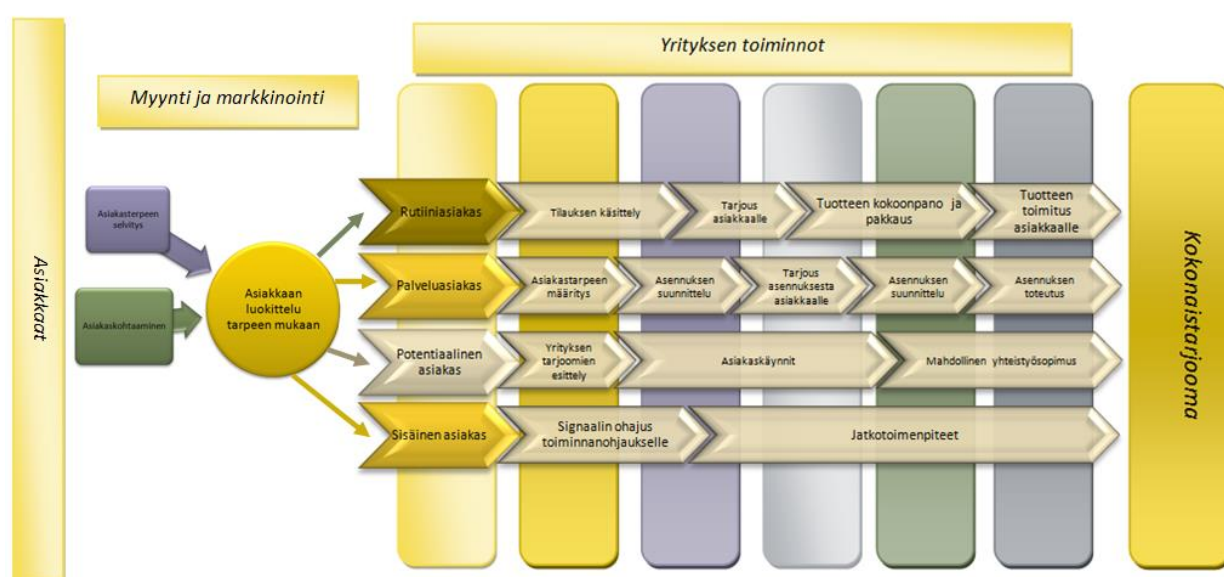 Yrityksen toiminnot
Myynti ja markkinointi
Asiakkaat
Asiakasterpeen
selvitys
Asiakaskohtaaminen
Asiakkaan
luokittelu
tarpeen mukaan
Rutiiniasiakas
Tilauksen käsittely
Tarjous
asiakkaalle
Tuotteen kokoonpano ja
pakkaus
Tuotteen
toimitus
asiakkaalle
Palveluasiakas
Asiakastarpeen
määritys
Asennuksen
suunnittelu
Tarjous
asennuksesta
asiakkaalle
Asennuksen
suunnittelu
Asennuksen
toteutus
Potentiaalinen
asiakas
Yrityksen
tarjoomien
esittely
Asiakaskäynnit
Mahdollinen yhteistyösopimus
Sisäinen asiakas
Signaalin ohajus
toiminnanohjaukselle
Jatkotoimenpiteet
Kokonaistarjooma